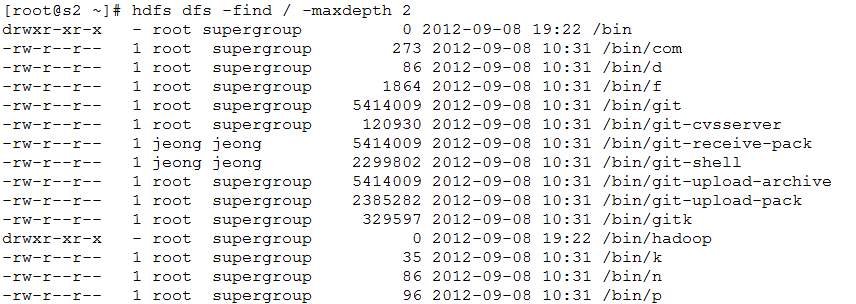 [root@s2 ~]# hdfs dfs -find / -maxdepth 2
drwxr-xr-x   - root supergroup          0 2012-09-08 19:22 /bin
-rw-r--r--   1 root  supergroup        273 2012-09-08 10:31 /bin/com
-rw-r--r--   1 root  supergroup         86 2012-09-08 10:31 /bin/d
-rw-r--r--   1 root  supergroup       1864 2012-09-08 10:31 /bin/f
-rw-r--r--   1 root  supergroup    5414009 2012-09-08 10:31 /bin/git
-rw-r--r--   1 root  supergroup     120930 2012-09-08 10:31 /bin/git-cvsserver
-rw-r--r--   1 jeong jeong         5414009 2012-09-08 10:31 /bin/git-receive-pack
-rw-r--r--   1 jeong jeong         2299802 2012-09-08 10:31 /bin/git-shell
-rw-r--r--   1 root  supergroup    5414009 2012-09-08 10:31 /bin/git-upload-archive
-rw-r--r--   1 root  supergroup    2385282 2012-09-08 10:31 /bin/git-upload-pack
-rw-r--r--   1 root  supergroup     329597 2012-09-08 10:31 /bin/gitk
drwxr-xr-x   - root  supergroup          0 2012-09-08 19:22 /bin/hadoop
-rw-r--r--   1 root  supergroup         35 2012-09-08 10:31 /bin/k
-rw-r--r--   1 root  supergroup         86 2012-09-08 10:31 /bin/n
-rw-r--r--   1 root  supergroup         96 2012-09-08 10:31 /bin/p